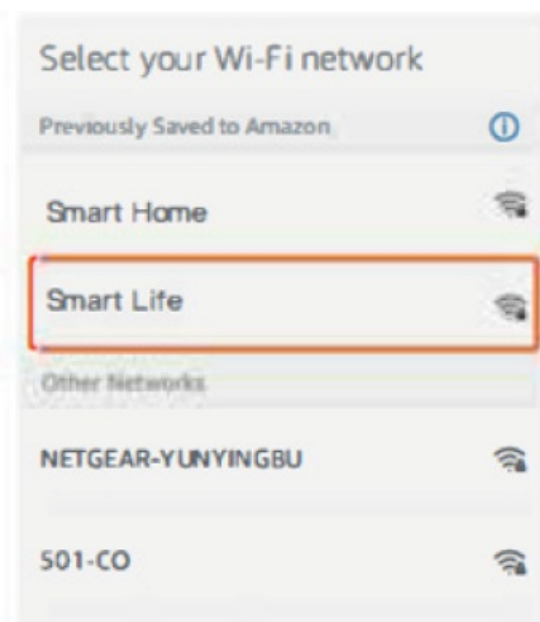 Select your Wi-Fi network
Previously Saved to Amazon
Smart Home
Smart Life
Other Networks
NETGEAR-YUNYINGBU
501-CO